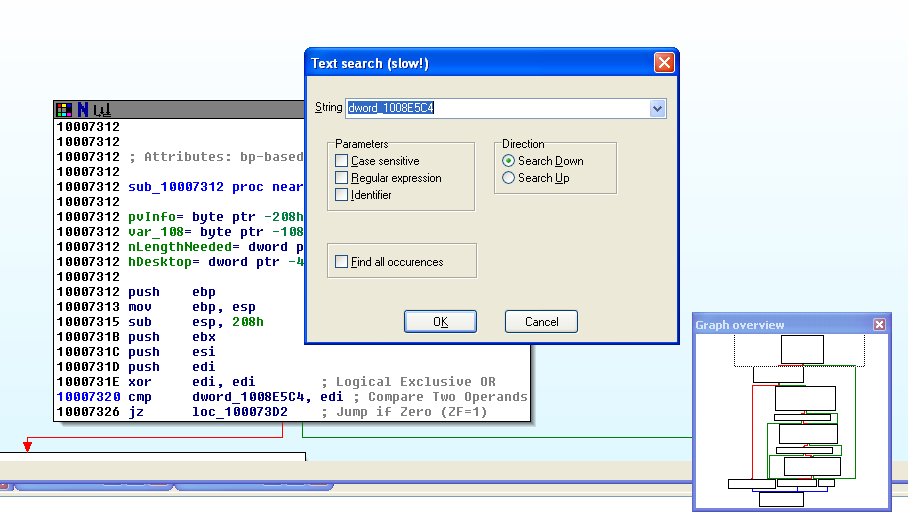 Text search (slow!)
String dword_1008E5C4
Parameters
Case sensitive
Regular expression
Identifier
Direction
Search Down
Search Up
Find all occurences
OK
Cancel
10007312
10007312
10007312 ; Attributes: bp-based
10007312
10007312 sub_10007312 proc near
10007312
10007312 pvInfo= byte ptr -208h
10007312 var_108= byte ptr -108
10007312 nLengthNeeded= dword p
10007312 hDesktop= dword ptr -4
10007312
10007312 push ebp
10007313 mov ebp, esp
10007315 sub esp, 208h
1000731B push ebx
1000731C push esi
1000731D push edi
1000731E xor edi, edi ; Logical Exclusive OR
10007320 cmp dword_1008E5C4, edi ; Compare Two Operands
10007326 jz loc_100073D2 ; Jump if Zero (ZF=1)
Graph overview